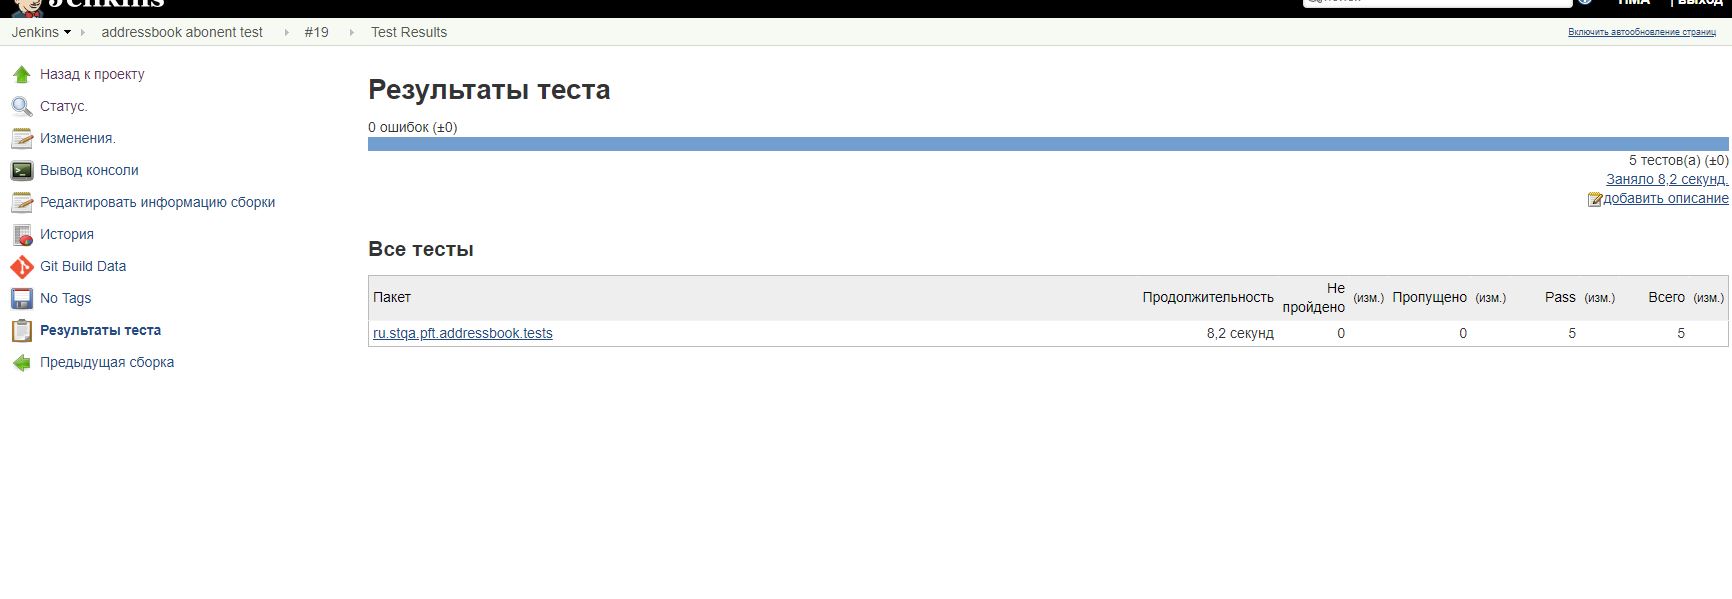 Jenkins
ПМА | выход
Jenkins addressbook abonent test #19 Test Results
Включить автообновление страниц
Назад к проекту
Статус.
Изменения.
Вывод консоли
Редактировать информацию сборки
История
Git Build Data
No Tags
Результаты теста
Предыдущая сборка
Результаты теста
0 ошибок (±0)
5 тестов(а) (±0)
Заняло 8,2 секунд.
добавить описание
Все тесты
Пакет Продолжительность Не пройдено (изм.) Пропущено (изм.) Pass (изм.) Всего (изм.)
ru.stqa.pft.addressbook.tests 8,2 секунд 0 0 5 5